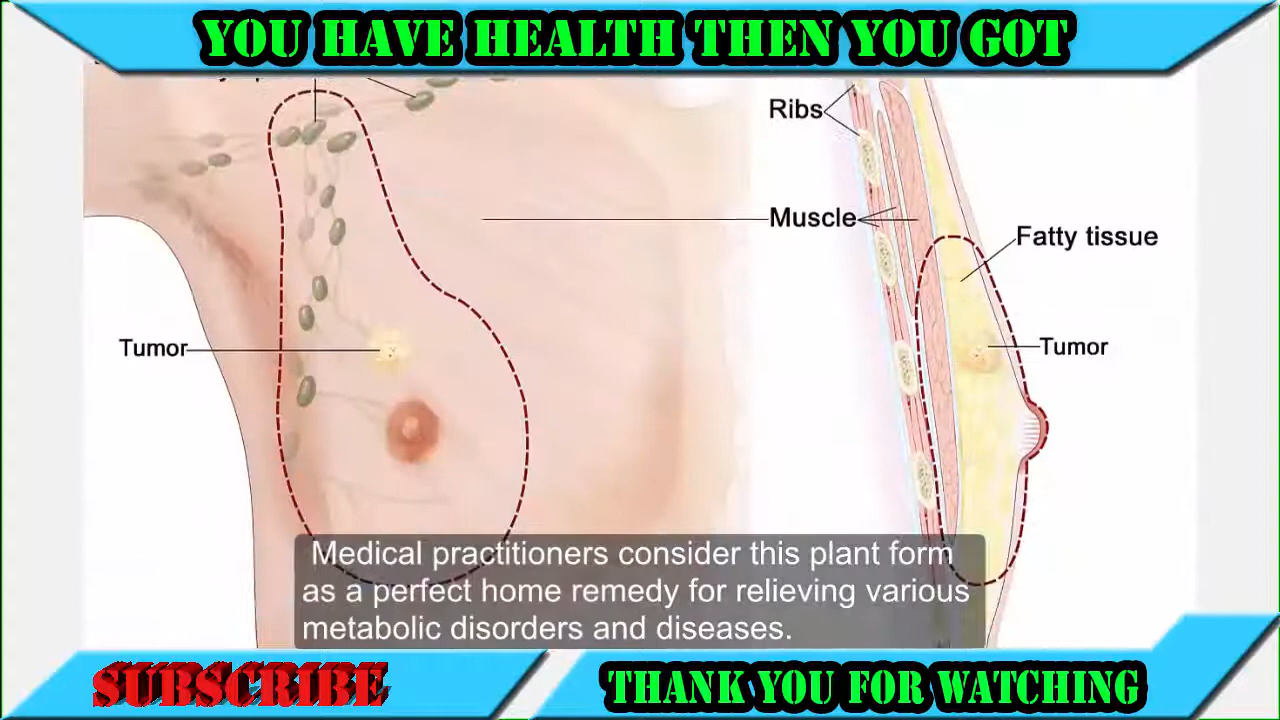 YOU HAVE HEALTH THEN YOU GOT
Ribs
Muscle
Fatty tissue
Tumor
Tumor
Medical practitioners consider this plant form
as a perfect home remedy for relieving various
metabolic disorders and diseases.
SUBSCRIBE
THANK YOU FOR WATCHING